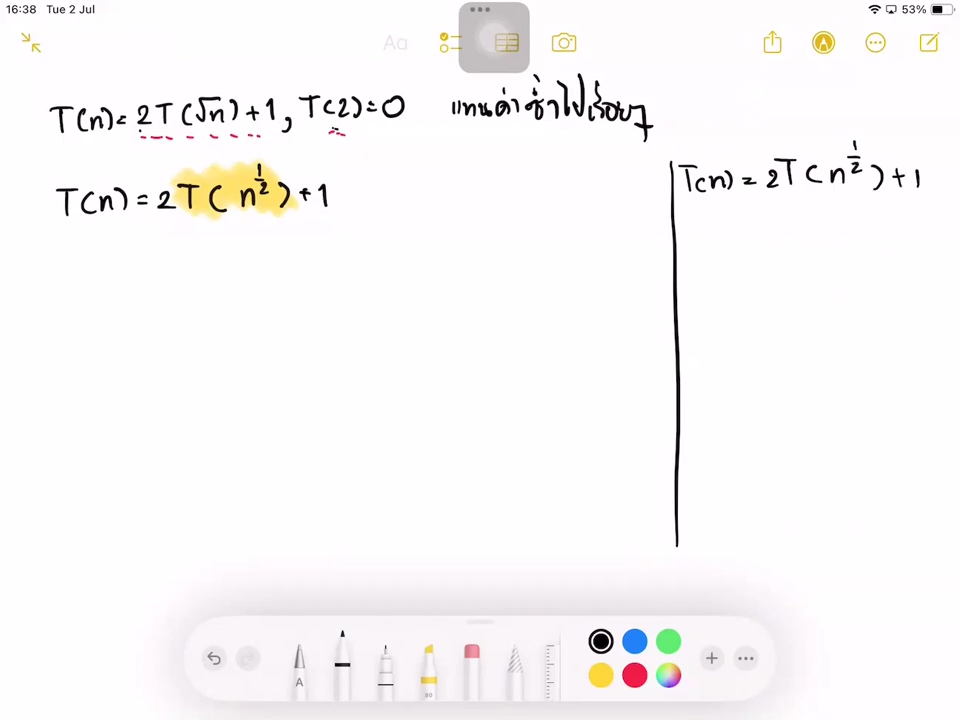 16:38 Tue 2 Jul 53%
Aa
T(n) = 2T(√n) + 1, T(2) = 0 แทนค่าซ้ำไปเรื่อยๆ
T(n) = 2T(n^{1/2}) + 1
T(n) = 2T(n^{1/2}) + 1
A
80